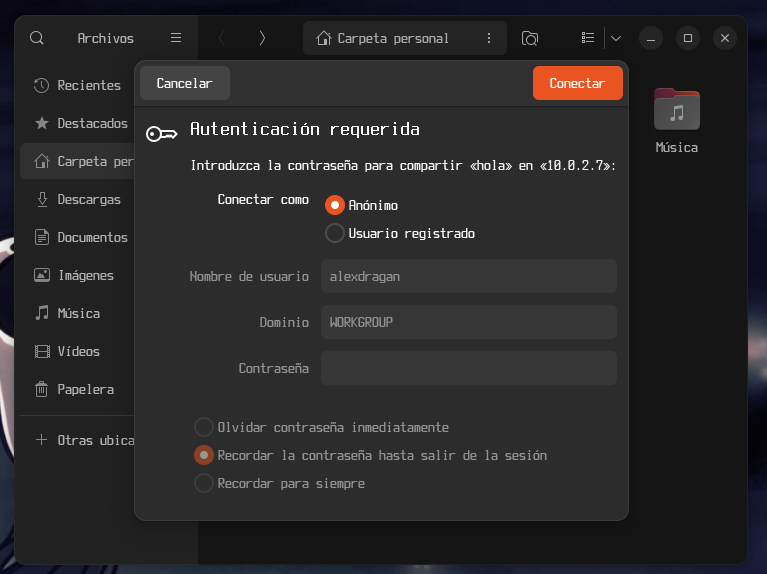 Archivos
Carpeta personal
Cancelar
Conectar
Recientes
Destacados
Carpeta per
Descargas
Documentos
Imágenes
Música
Vídeos
Papelera
Otras ubica
Autenticación requerida
Introduzca la contraseña para compartir «hola» en «10.0.2.7»:
Conectar como
Anónimo
Usuario registrado
Nombre de usuario
alexdragan
Dominio
WORKGROUP
Contraseña
Olvidar contraseña inmediatamente
Recordar la contraseña hasta salir de la sesión
Recordar para siempre
Música